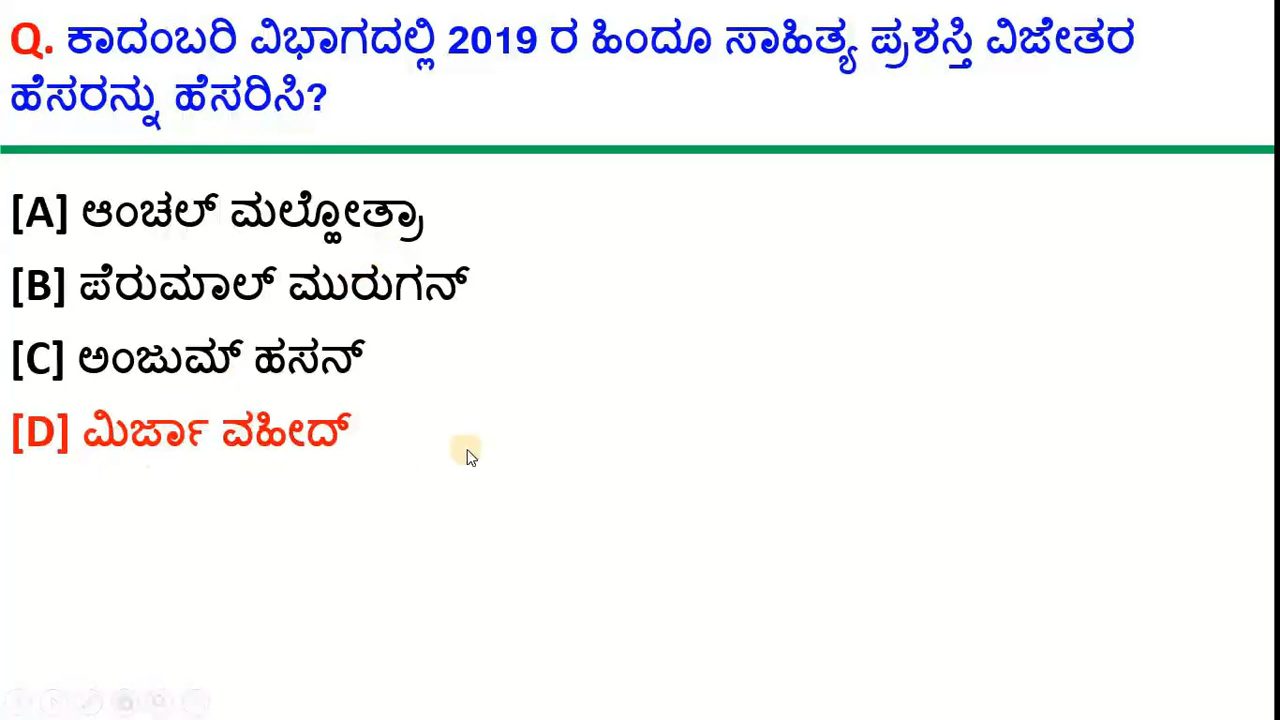 Q. ಕಾದಂಬರಿ ವಿಭಾಗದಲ್ಲಿ 2019 ರ ಹಿಂದೂ ಸಾಹಿತ್ಯ ಪ್ರಶಸ್ತಿ ವಿಜೇತರ
ಹೆಸರನ್ನು ಹೆಸರಿಸಿ?
[A] ಆಂಚಲ್ ಮಲ್ಹೋತ್ರಾ
[B] ಪೆರುಮಾಲ್ ಮುರುಗನ್
[C] ಅಂಜುಮ್ ಹಸನ್
[D] ಮಿರ್ಜಾ ವಹೀದ್